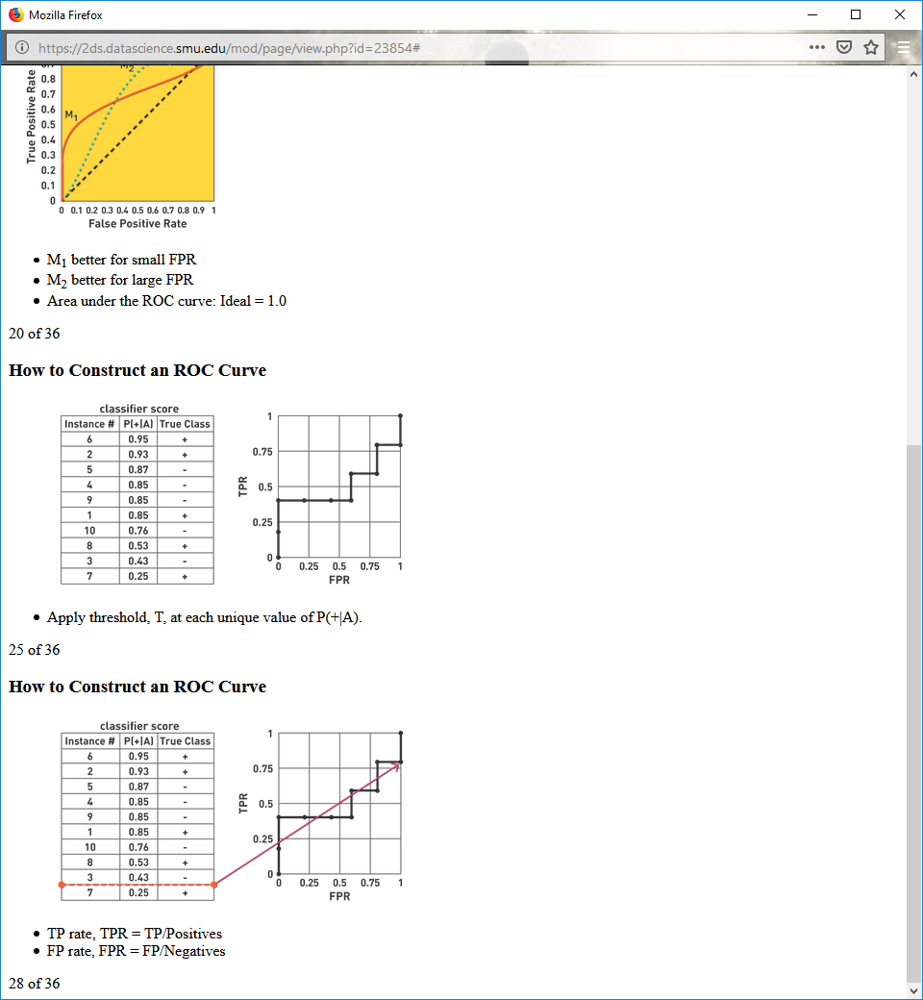 Mozilla Firefox
https://2ds.datascience.smu.edu/mod/page/view.php?id=23854#
True Positive Rate
0.8
0.7
0.6
0.5
0.4
0.3
0.2
0.1
0
M2
M1
0 0.1 0.2 0.3 0.4 0.5 0.6 0.7 0.8 0.9 1
False Positive Rate
• M1 better for small FPR
• M2 better for large FPR
• Area under the ROC curve: Ideal = 1.0
20 of 36
How to Construct an ROC Curve
classifier score
Instance # P(+|A) True Class
6 0.95 +
2 0.93 +
5 0.87 -
4 0.85 -
9 0.85 -
1 0.85 +
10 0.76 -
8 0.53 +
3 0.43 -
7 0.25 +
TPR
1
0.75
0.5
0.25
0
0 0.25 0.5 0.75 1
FPR
• Apply threshold, T, at each unique value of P(+|A).
25 of 36
How to Construct an ROC Curve
classifier score
Instance # P(+|A) True Class
6 0.95 +
2 0.93 +
5 0.87 -
4 0.85 -
9 0.85 -
1 0.85 +
10 0.76 -
8 0.53 +
3 0.43 -
7 0.25 +
TPR
1
0.75
0.5
0.25
0
0 0.25 0.5 0.75 1
FPR
• TP rate, TPR = TP/Positives
• FP rate, FPR = FP/Negatives
28 of 36